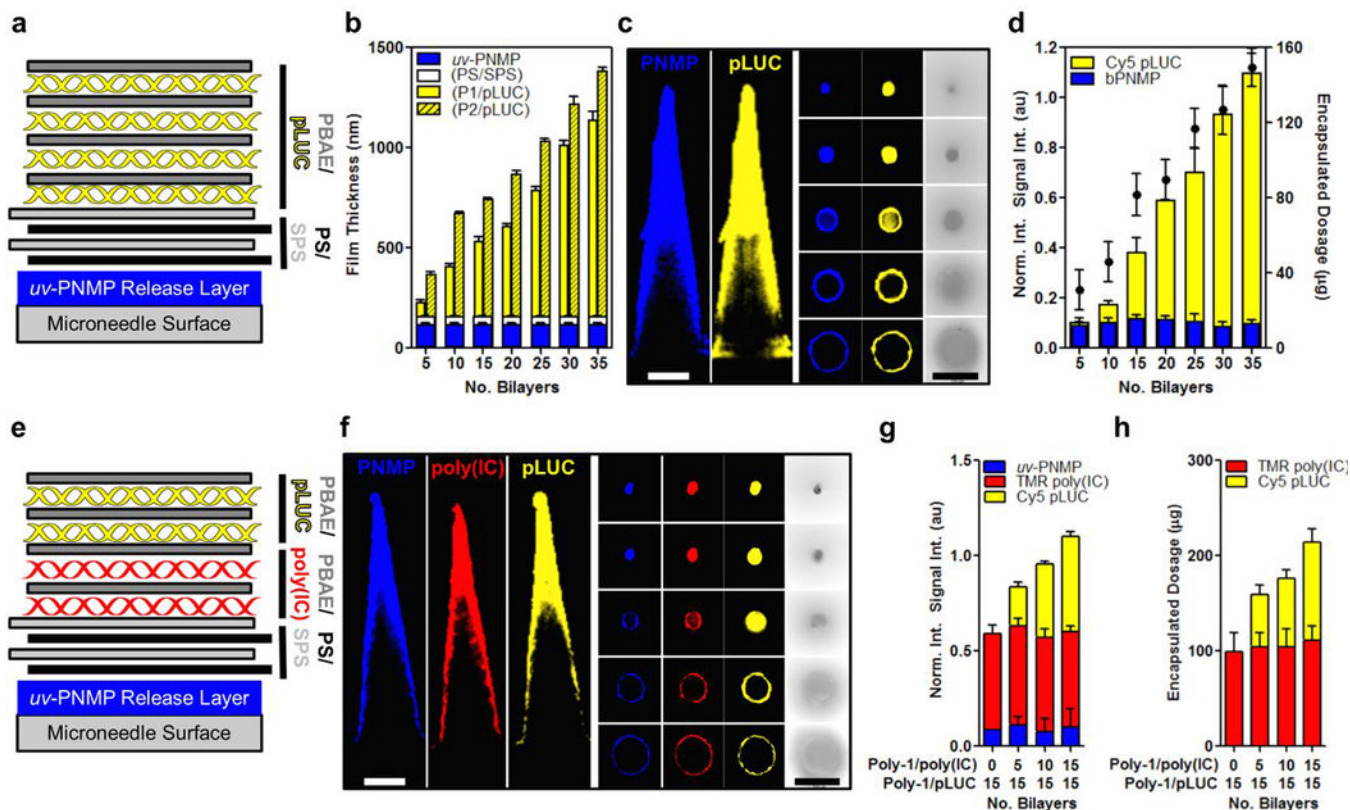 a
PBAE/
pLUC
PS/
SPS
uv-PNMP Release Layer
Microneedle Surface
b
1500
1000
500
0
Film Thickness (nm)
uv-PNMP
(PS/SPS)
(P1/pLUC)
(P2/pLUC)
5 10 15 20 25 30 35
No. Bilayers
c
PNMP pLUC
d
1.2
1.0
0.8
0.6
0.4
0.2
0.0
Norm. Int. Signal Int. (au)
Cy5 pLUC
bPNMP
160
120
80
40
0
Encapsulated Dosage (µg)
5 10 15 20 25 30 35
No. Bilayers
e
PBAE/
pLUC
PBAE/
poly(IC)
PS/
SPS
uv-PNMP Release Layer
Microneedle Surface
f
PNMP poly(IC) pLUC
g
uv-PNMP
TMR poly(IC)
Cy5 pLUC
1.5
1.0
0.5
0.0
Norm. Int. Signal Int. (au)
Poly-1/poly(IC) 0 5 10 15
Poly-1/pLUC 15 15 15 15
No. Bilayers
h
TMR poly(IC)
Cy5 pLUC
300
200
100
0
Encapsulated Dosage (µg)
Poly-1/poly(IC) 0 5 10 15
Poly-1/pLUC 15 15 15 15
No. Bilayers